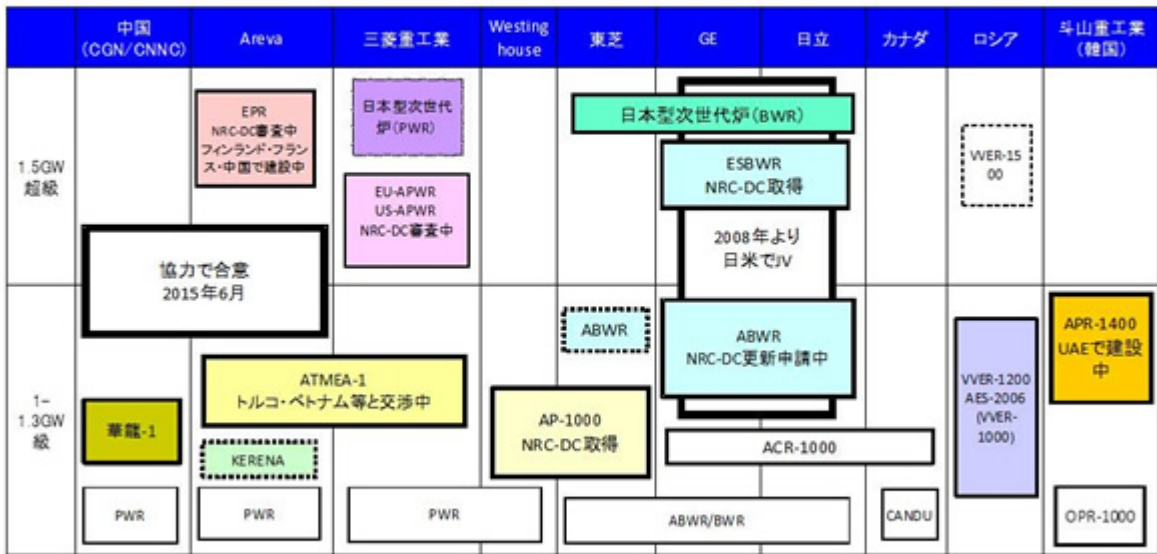 中国
(CGN/CNNC)
Areva
三菱重工業
Westing
house
東芝
GE
日立
カナダ
ロシア
斗山重工業
(韓国)
1.5GW
超級
EPR
NRC-DC審査中
フィンランド・フラン
ス・中国で建設中
日本型次世代
炉(PWR)
日本型次世代炉(BWR)
EU-APWR
US-APWR
NRC-DC審査中
ESBWR
NRC-DC取得
VVER-15
00
協力で合意
2015年6月
2008年より
日米でJV
1–
1.3GW
級
ABWR
ABWR
NRC-DC更新申請中
APR-1400
UAEで建設
中
ATMEA-1
トルコ・ベトナム等と交渉中
VVER-1200
AES-2006
(VVER-
1000)
華龍-1
AP-1000
NRC-DC取得
KERENA
ACR-1000
PWR
PWR
PWR
ABWR/BWR
CANDU
OPR-1000